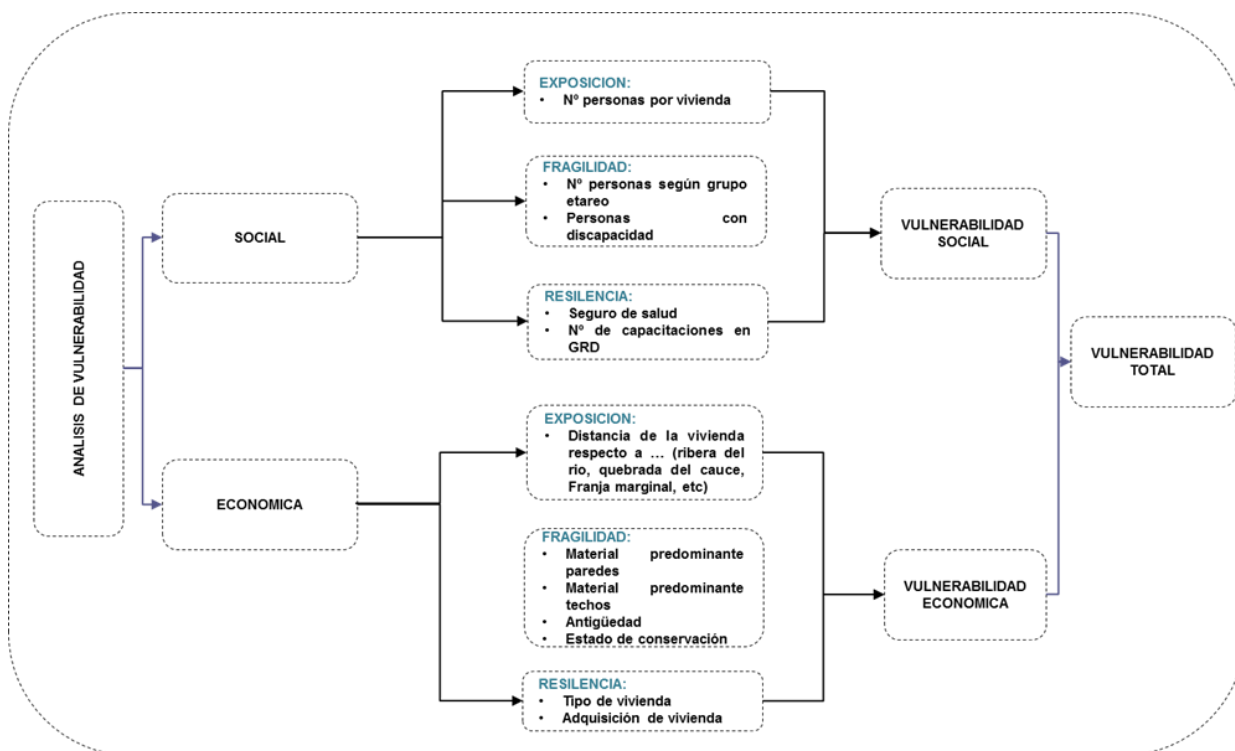 ANALISIS DE VULNERABILIDAD
SOCIAL
EXPOSICION:
• Nº personas por vivienda
FRAGILIDAD:
• Nº personas según grupo
etareo
• Personas con
discapacidad
RESILENCIA:
• Seguro de salud
• Nº de capacitaciones en
GRD
VULNERABILIDAD
SOCIAL
ECONOMICA
EXPOSICION:
• Distancia de la vivienda
respecto a ... (ribera del
rio, quebrada del cauce,
Franja marginal, etc)
FRAGILIDAD:
• Material predominante
paredes
• Material predominante
techos
• Antigüedad
• Estado de conservación
RESILENCIA:
• Tipo de vivienda
• Adquisición de vivienda
VULNERABILIDAD
ECONOMICA
VULNERABILIDAD
TOTAL